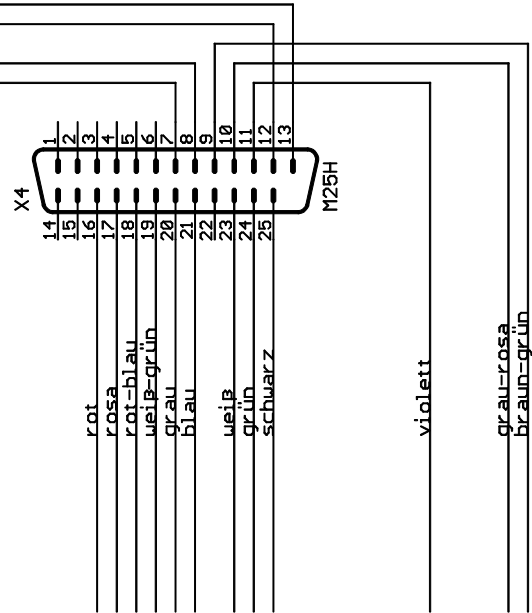 1
2
3
4
5
6
7
8
9
10
11
12
13
X4
M25H
14
15
16
17
18
19
20
21
22
23
24
25
rot
rosa
rot-blau
weiß-grün
grau
blau
weiß
grün
schwarz
violett
grau-rosa
braun-grün